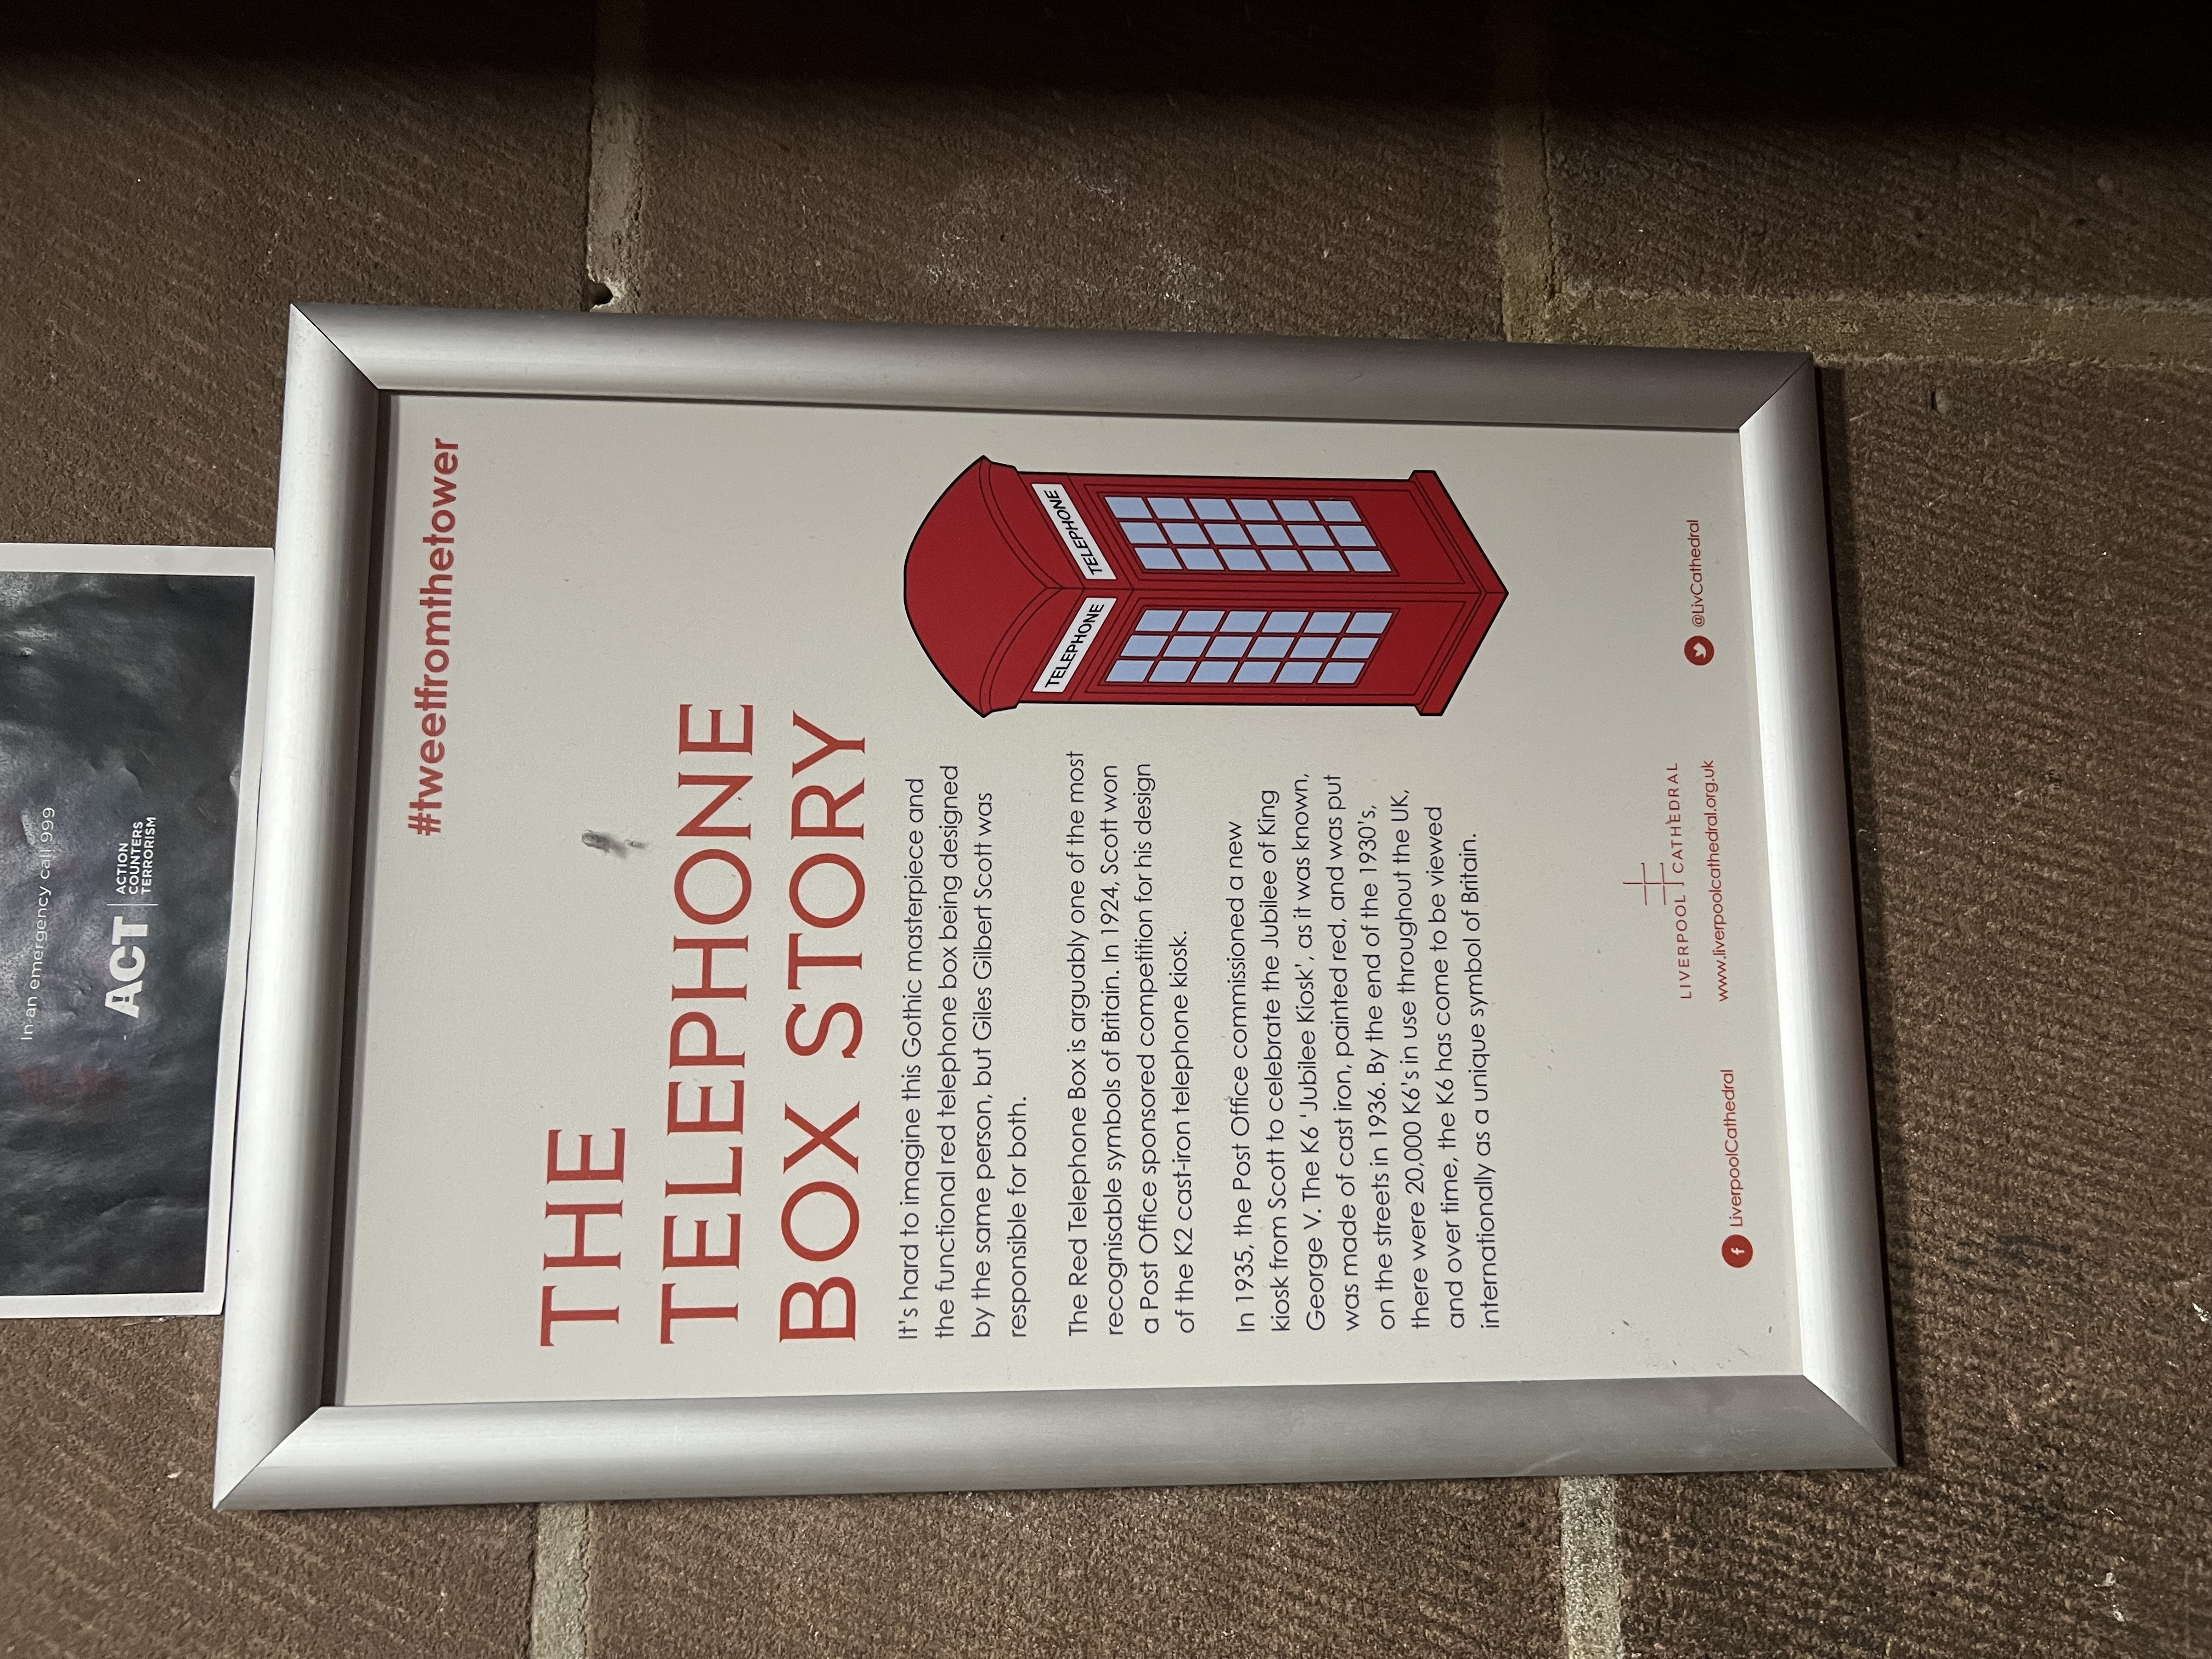 In an emergency call 999
ACT
ACTION
COUNTERS
TERRORISM
#tweetfromthetower
THE
TELEPHONE
BOX STORY
It's hard to imagine this Gothic masterpiece and
the functional red telephone box being designed
by the same person, but Giles Gilbert Scott was
responsible for both.
The Red Telephone Box is arguably one of the most
recognisable symbols of Britain. In 1924, Scott won
a Post Office sponsored competition for his design
of the K2 cast-iron telephone kiosk.
In 1935, the Post Office commissioned a new
kiosk from Scott to celebrate the Jubilee of King
George V. The K6 'Jubilee Kiosk', as it was known,
was made of cast iron, painted red, and was put
on the streets in 1936. By the end of the 1930's,
there were 20,000 K6's in use throughout the UK,
and over time, the K6 has come to be viewed
internationally as a unique symbol of Britain.
TELEPHONE
TELEPHONE
LiverpoolCathedral
LIVERPOOL CATHEDRAL
www.liverpoolcathedral.org.uk
@LivCathedral